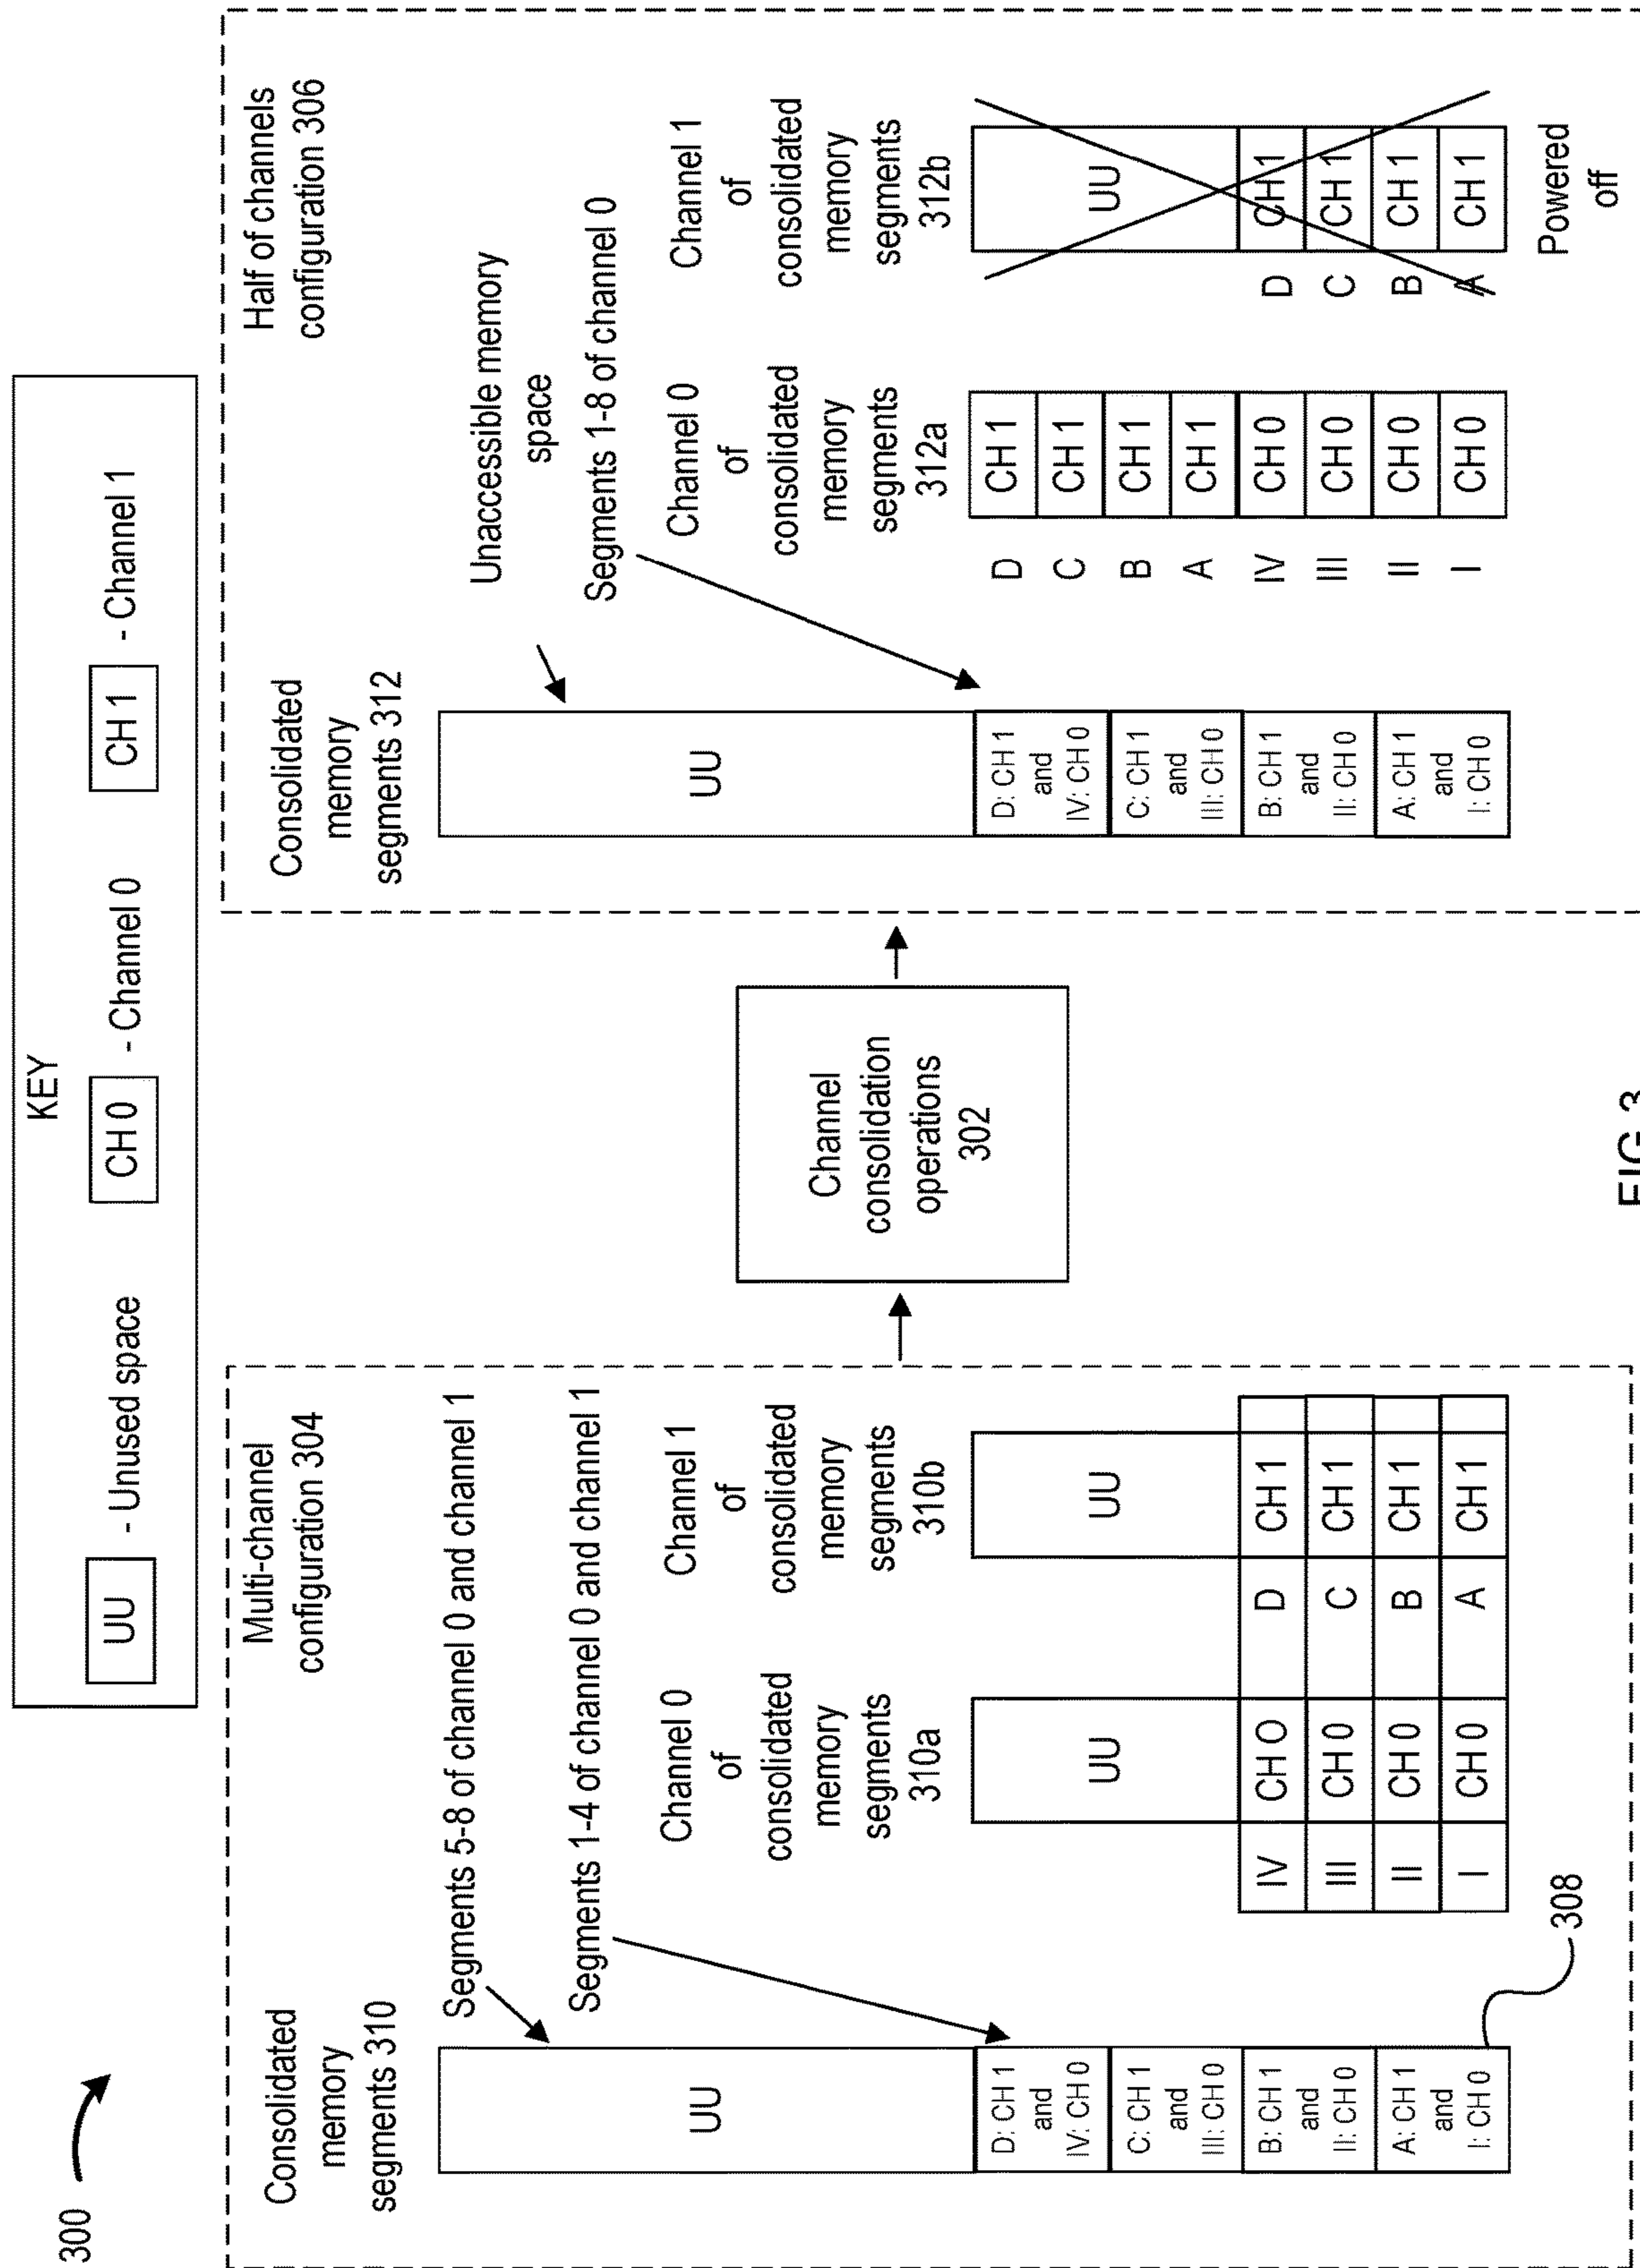 300
KEY
UU - Unused space
CH 0 - Channel 0
CH 1 - Channel 1
Multi-channel
configuration 304
Consolidated
memory
segments 310
Segments 5-8 of channel 0 and channel 1
Segments 1-4 of channel 0 and channel 1
UU
D: CH 1
and
IV: CH 0
C: CH 1
and
III: CH 0
B: CH 1
and
II: CH 0
A: CH 1
and
I: CH 0
308
Channel 0
of
consolidated
memory
segments
310a
UU
IV CH O
III CH 0
II CH 0
I CH 0
Channel 1
of
consolidated
memory
segments
310b
UU
D CH 1
C CH 1
B CH 1
A CH 1
Channel
consolidation
operations
302
Half of channels
configuration 306
Consolidated
memory
segments 312
Unaccessible memory
space
Segments 1-8 of channel 0
UU
D: CH 1
and
IV: CH 0
C: CH 1
and
III: CH 0
B: CH 1
and
II: CH 0
A: CH 1
and
I: CH 0
Channel 0
of
consolidated
memory
segments
312a
D CH 1
C CH 1
B CH 1
A CH 1
IV CH 0
III CH 0
II CH 0
I CH 0
Channel 1
of
consolidated
memory
segments
312b
UU
D CH 1
C CH 1
B CH 1
A CH 1
Powered
off
FIG 3